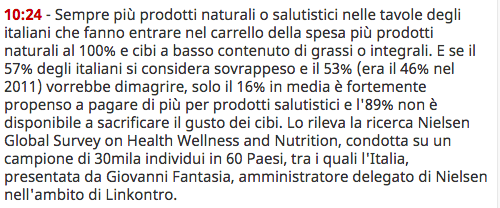 10:24 - Sempre più prodotti naturali o salutistici nelle tavole degli
italiani che fanno entrare nel carrello della spesa più prodotti
naturali al 100% e cibi a basso contenuto di grassi o integrali. E se il
57% degli italiani si considera sovrappeso e il 53% (era il 46% nel
2011) vorrebbe dimagrire, solo il 16% in media è fortemente
propenso a pagare di più per prodotti salutistici e l'89% non è
disponibile a sacrificare il gusto dei cibi. Lo rileva la ricerca Nielsen
Global Survey on Health Wellness and Nutrition, condotta su un
campione di 30mila individui in 60 Paesi, tra i quali l'Italia,
presentata da Giovanni Fantasia, amministratore delegato di Nielsen
nell'ambito di Linkontro.